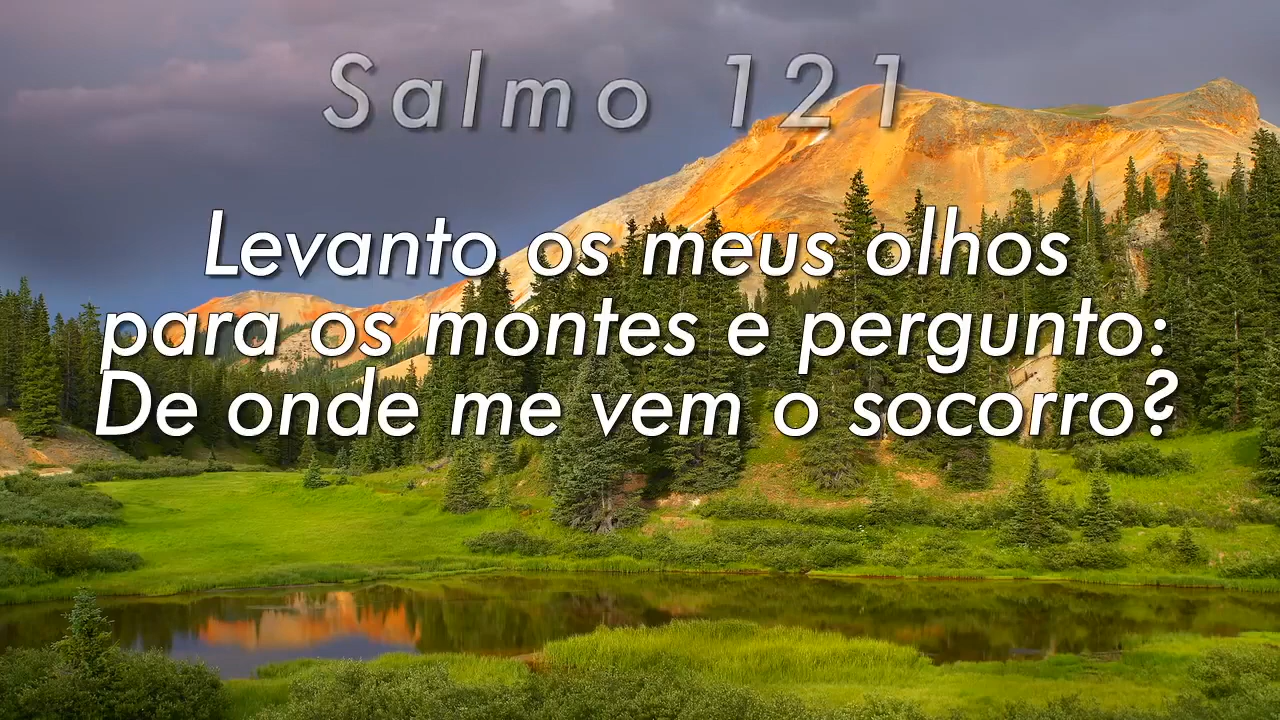 Salmo 121
Levanto os meus olhos
para os montes e pergunto:
De onde me vem o socorro?